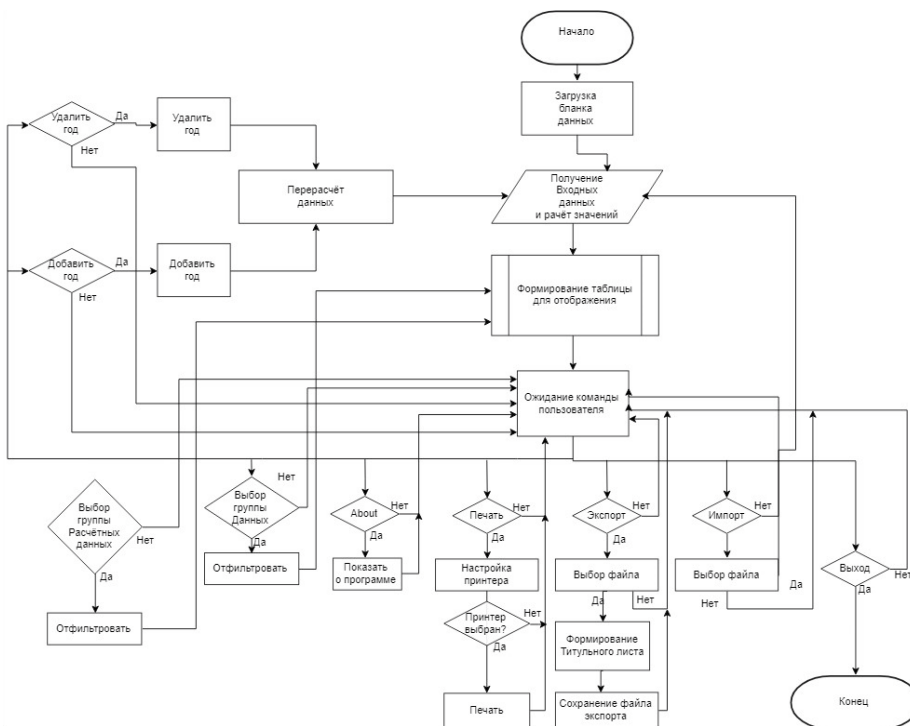 Начало
Загрузка
бланка
данных
Удалить
год
Да
Нет
Удалить
год
Перерасчёт
данных
Получение
Входных
данных
и рачёт значений
Добавить
год
Да
Нет
Добавить
год
Формирование таблицы
для отображения
Ожидание команды
пользователя
Выбор
группы
Расчётных
данных
Нет
Да
Отфильтровать
Выбор
группы
Данных
Нет
Да
Отфильтровать
About
Нет
Да
Показать
о программе
Печать
Нет
Да
Настройка
принтера
Принтер
выбран?
Нет
Да
Печать
Экспорт
Нет
Да
Выбор файла
Да
Нет
Формирование
Титульного листа
Сохранение файла
экспорта
Импорт
Нет
Да
Выбор файла
Нет
Да
Выход
Нет
Да
Конец